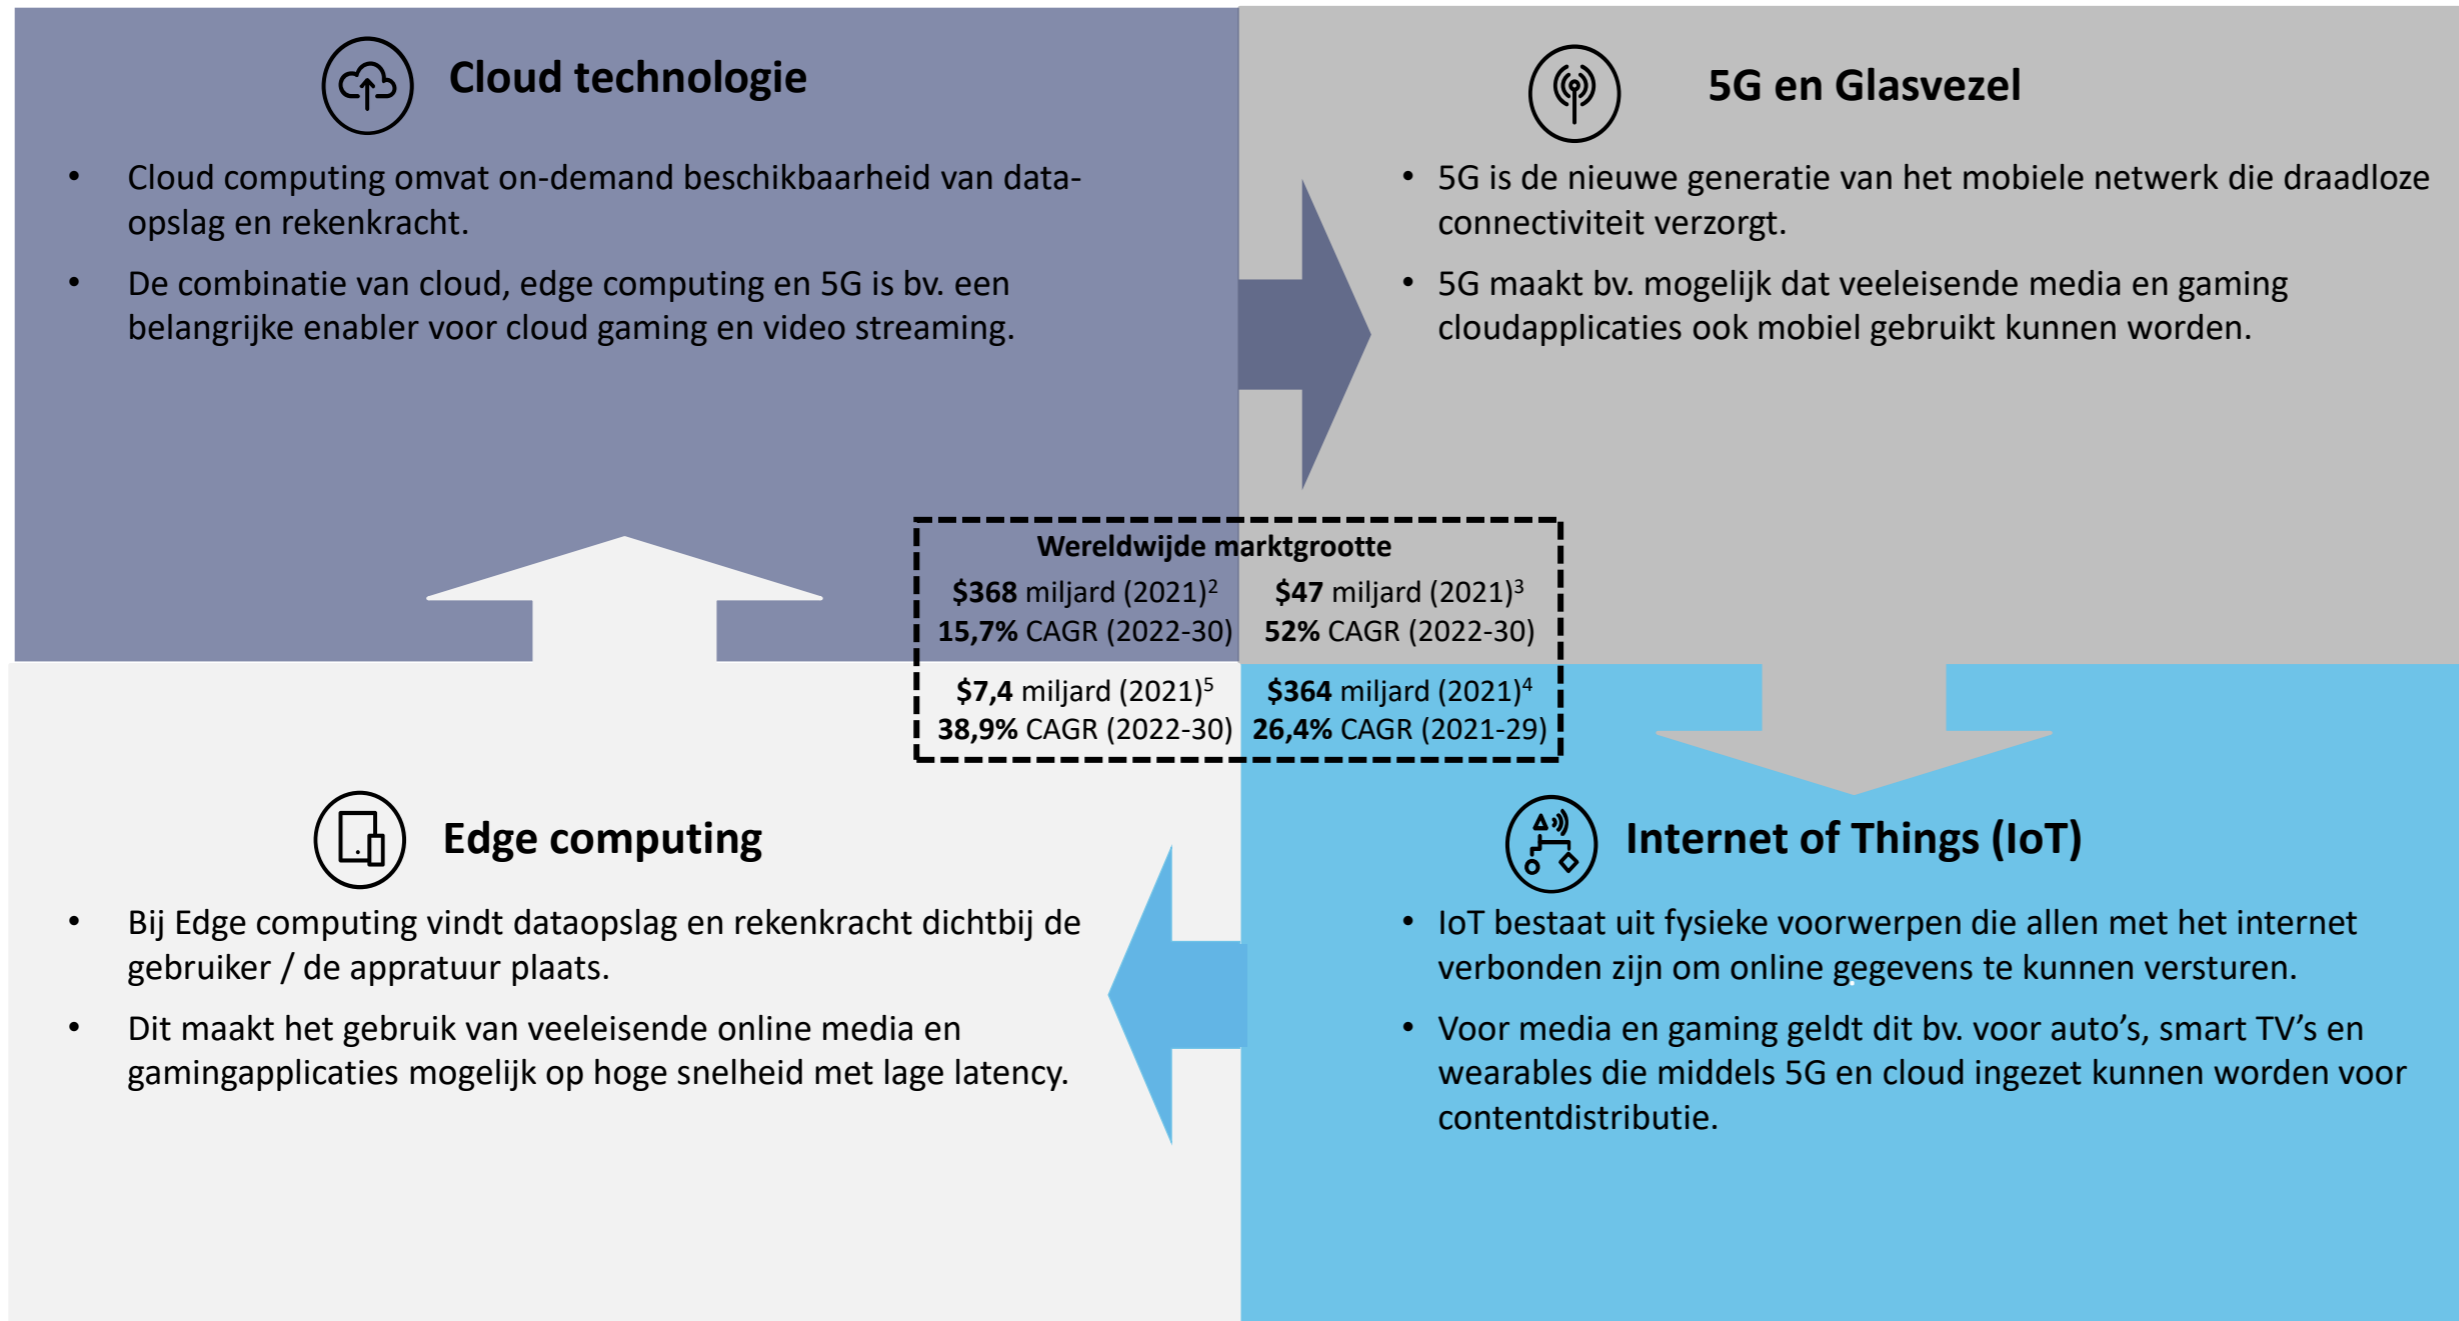 Cloud technologie
• Cloud computing omvat on-demand beschikbaarheid van data-
opslag en rekenkracht.
• De combinatie van cloud, edge computing en 5G is bv. een
belangrijke enabler voor cloud gaming en video streaming.
5G en Glasvezel
• 5G is de nieuwe generatie van het mobiele netwerk die draadloze
connectiviteit verzorgt.
• 5G maakt bv. mogelijk dat veeleisende media en gaming
cloudapplicaties ook mobiel gebruikt kunnen worden.
Wereldwijde marktgrootte
$368 miljard (2021)²
15,7% CAGR (2022-30)
$47 miljard (2021)³
52% CAGR (2022-30)
$7,4 miljard (2021)⁵
38,9% CAGR (2022-30)
$364 miljard (2021)⁴
26,4% CAGR (2021-29)
Edge computing
• Bij Edge computing vindt dataopslag en rekenkracht dichtbij de
gebruiker / de appratuur plaats.
• Dit maakt het gebruik van veeleisende online media en
gamingapplicaties mogelijk op hoge snelheid met lage latency.
Internet of Things (IoT)
• IoT bestaat uit fysieke voorwerpen die allen met het internet
verbonden zijn om online gegevens te kunnen versturen.
• Voor media en gaming geldt dit bv. voor auto’s, smart TV’s en
wearables die middels 5G en cloud ingezet kunnen worden voor
contentdistributie.